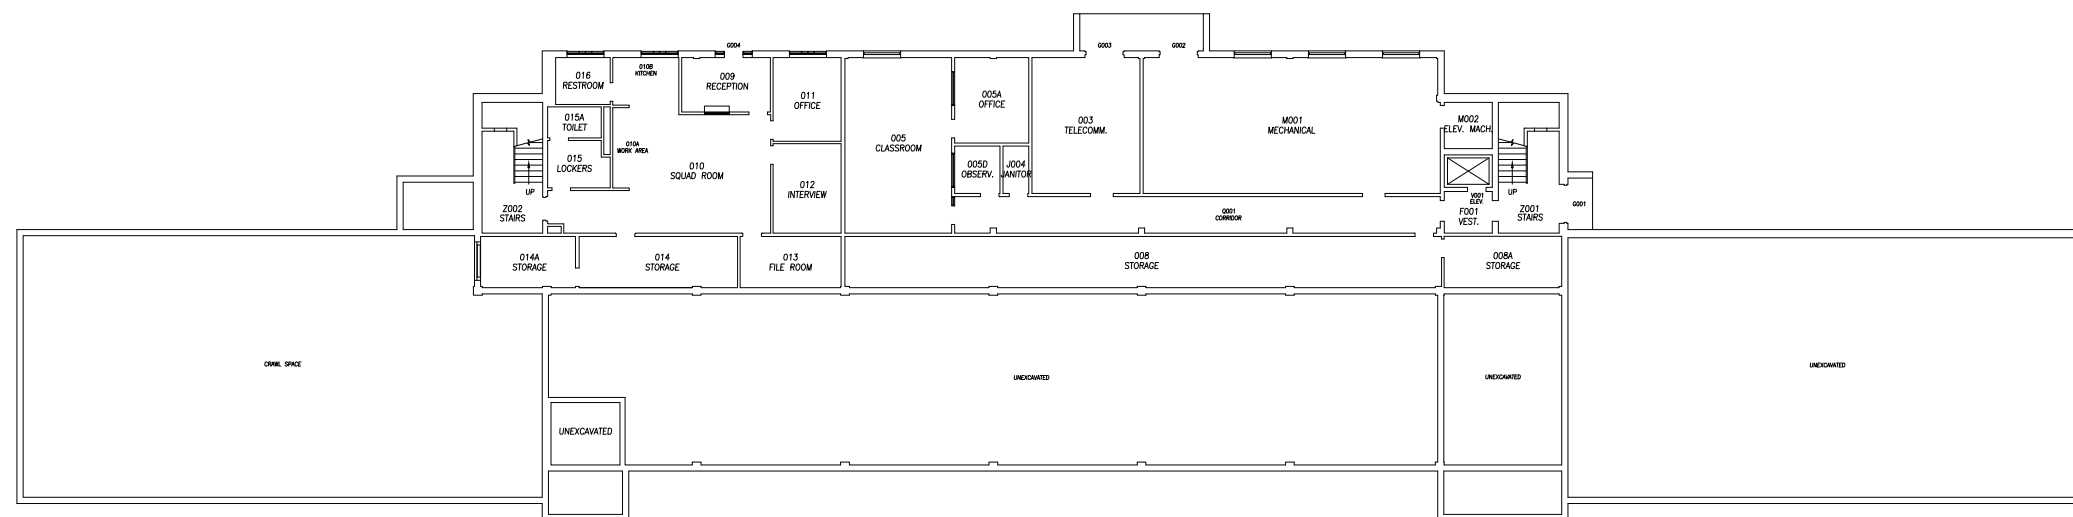 G004
G003
G002
016
RESTROOM
010B
KITCHEN
009
RECEPTION
011
OFFICE
005A
OFFICE
015A
TOILET
003
TELECOMM.
M001
MECHANICAL
M002
ELEV. MACH.
010A
WORK AREA
005
CLASSROOM
015
LOCKERS
010
SQUAD ROOM
005D
OBSERV.
J004
JANITOR
012
INTERVIEW
UP
UP
V001
ELEV.
Z002
STAIRS
Q001
CORRIDOR
F001
VEST.
Z001
STAIRS
G001
014A
STORAGE
014
STORAGE
013
FILE ROOM
008
STORAGE
008A
STORAGE
CRAWL SPACE
UNEXCAVATED
UNEXCAVATED
UNEXCAVATED
UNEXCAVATED